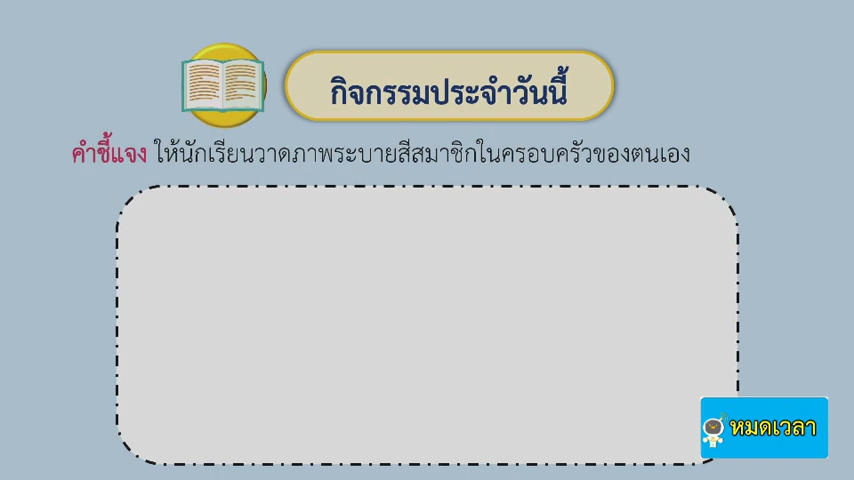 กิจกรรมประจำวันนี้
คำชี้แจง ให้นักเรียนวาดภาพระบายสีสมาชิกในครอบครัวของตนเอง
หมดเวลา